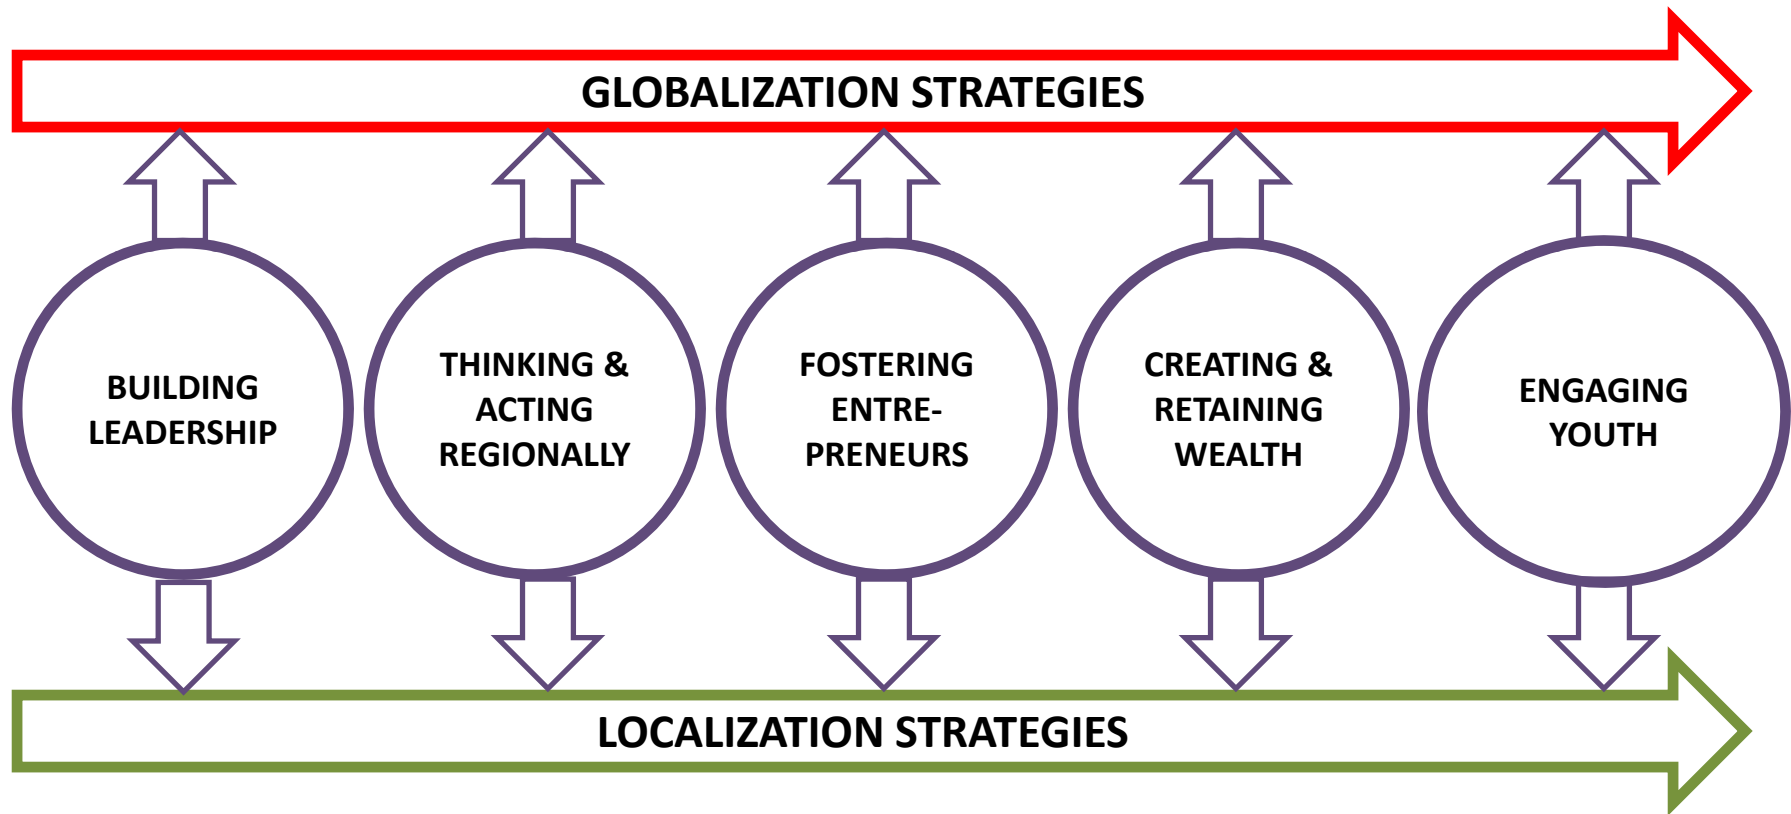 GLOBALIZATION STRATEGIES
BUILDING
LEADERSHIP
THINKING &
ACTING
REGIONALLY
FOSTERING
ENTRE-
PRENEURS
CREATING &
RETAINING
WEALTH
ENGAGING
YOUTH
LOCALIZATION STRATEGIES